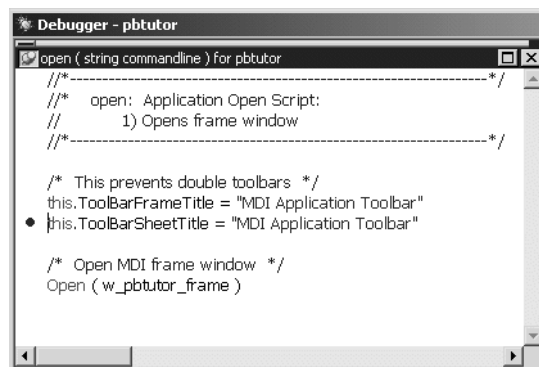 Debugger - pbtutor
open ( string commandline ) for pbtutor
//*-----------------------------------------------------------------*/
//*    open:  Application Open Script:
//          1) Opens frame window
//*-----------------------------------------------------------------*/
/*  This prevents double toolbars  */
this.ToolBarFrameTitle = "MDI Application Toolbar"
this.ToolBarSheetTitle = "MDI Application Toolbar"
/*  Open MDI frame window  */
Open ( w_pbtutor_frame )